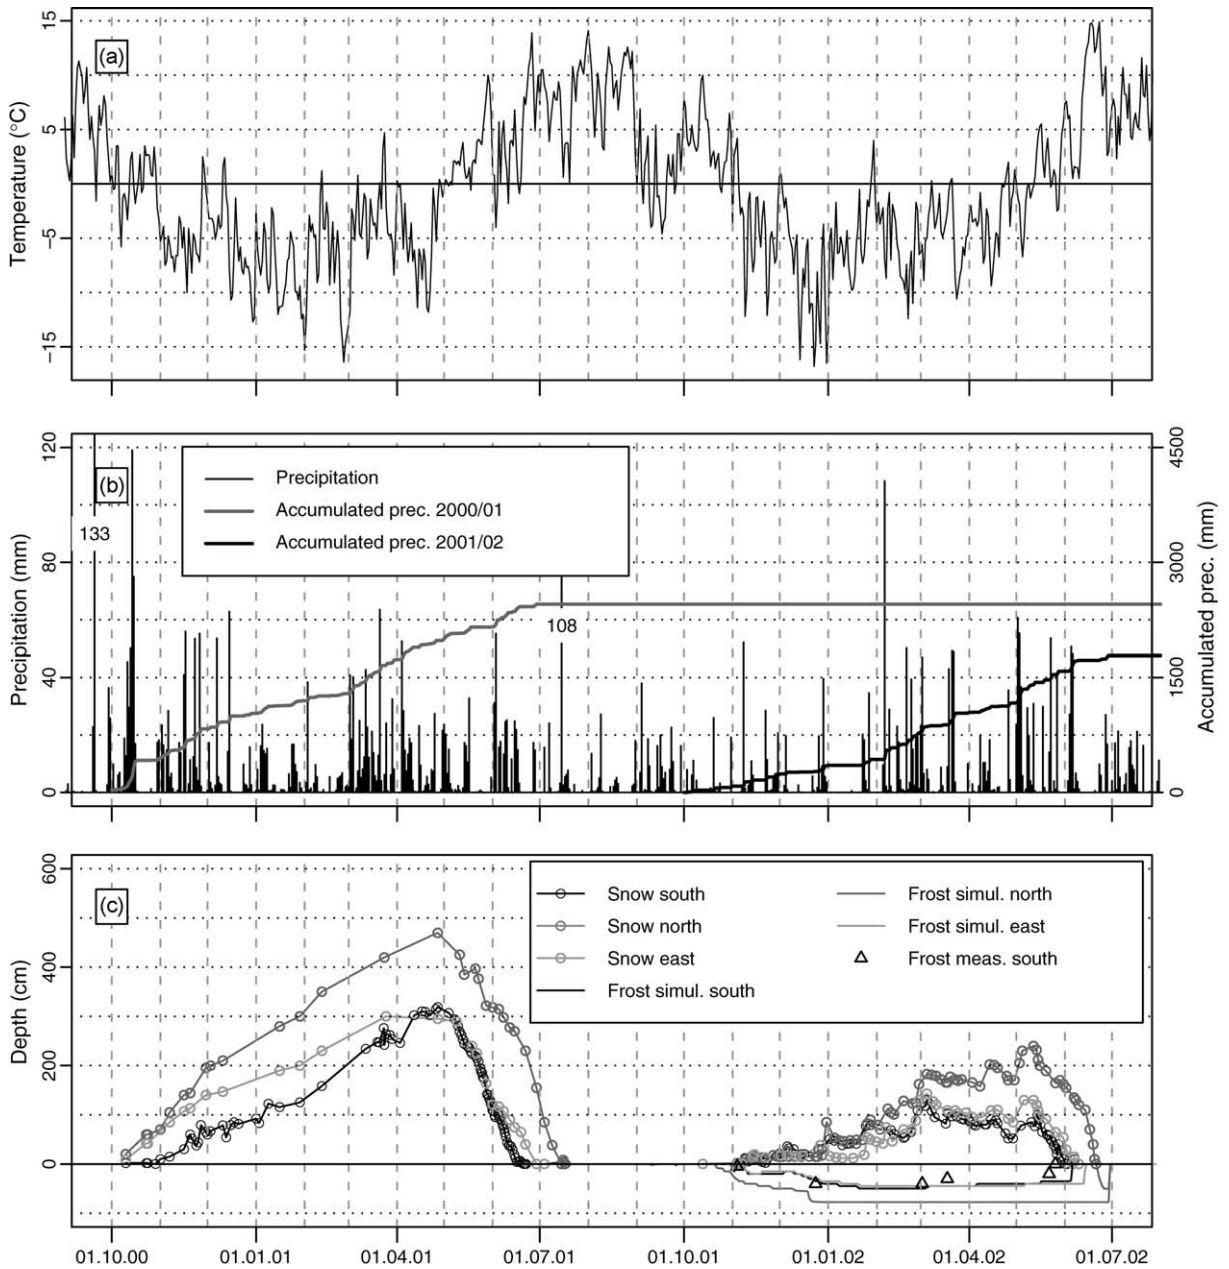 (a)
Temperature (°C)
15
5
−5
−15
(b)
Precipitation (mm)
120
80
40
0
133
Precipitation
Accumulated prec. 2000/01
Accumulated prec. 2001/02
108
4500
3000
1500
0
Accumulated prec. (mm)
(c)
Depth (cm)
600
400
200
0
Snow south
Snow north
Snow east
Frost simul. south
Frost simul. north
Frost simul. east
Frost meas. south
01.10.00 01.01.01 01.04.01 01.07.01 01.10.01 01.01.02 01.04.02 01.07.02